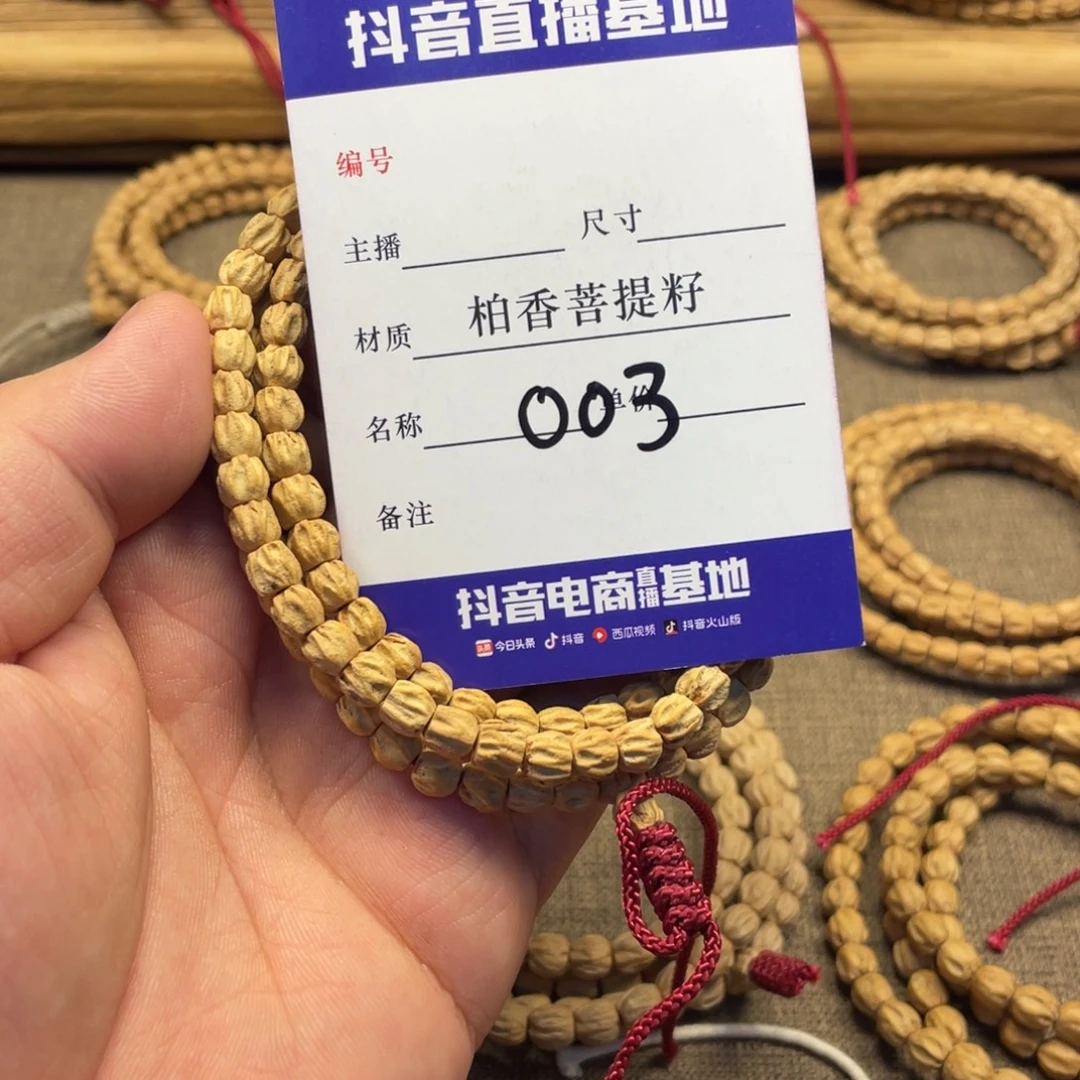 抖音直播基地
编号
主播 尺寸
材质 柏香菩提籽
名称 003 单价
备注
抖音电商直播基地
头条 今日头条 抖音 西瓜视频 抖音火山版